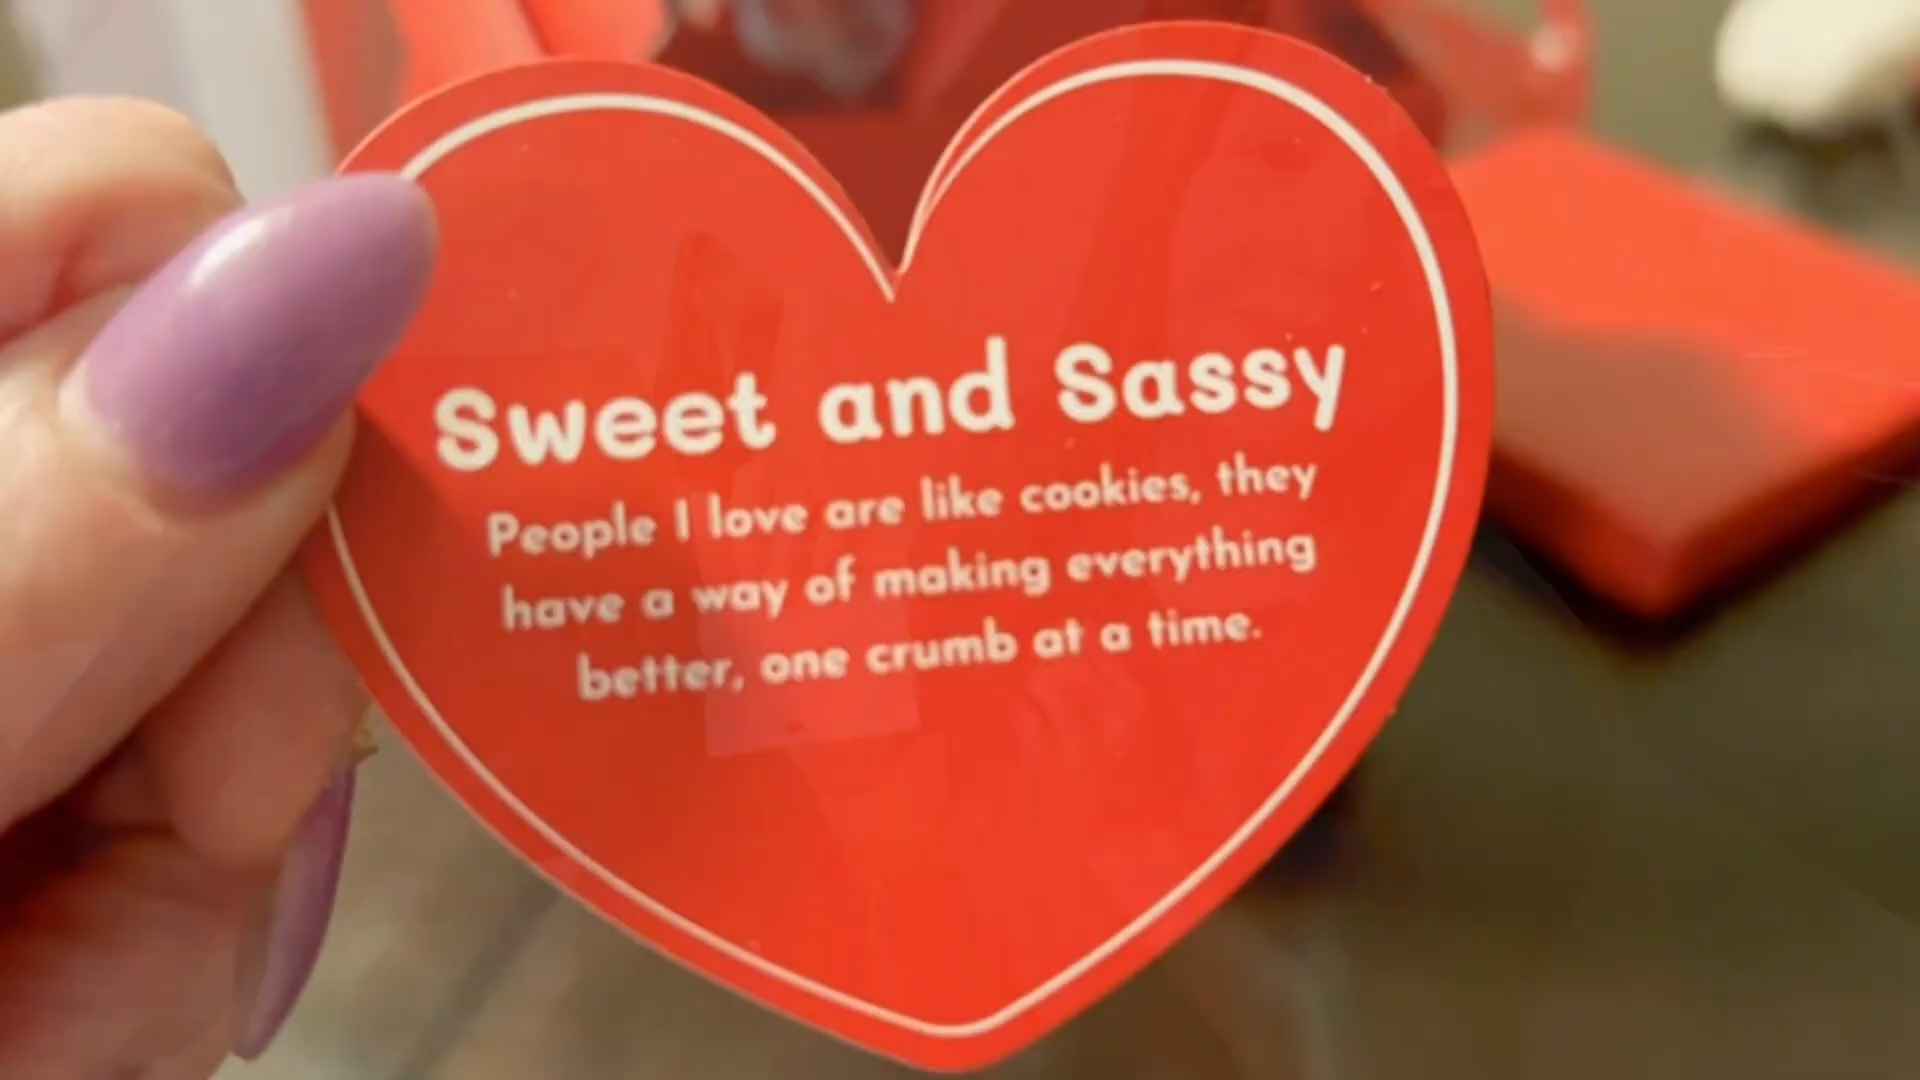 Sweet and Sassy
People I love are like cookies, they
have a way of making everything
better, one crumb at a time.